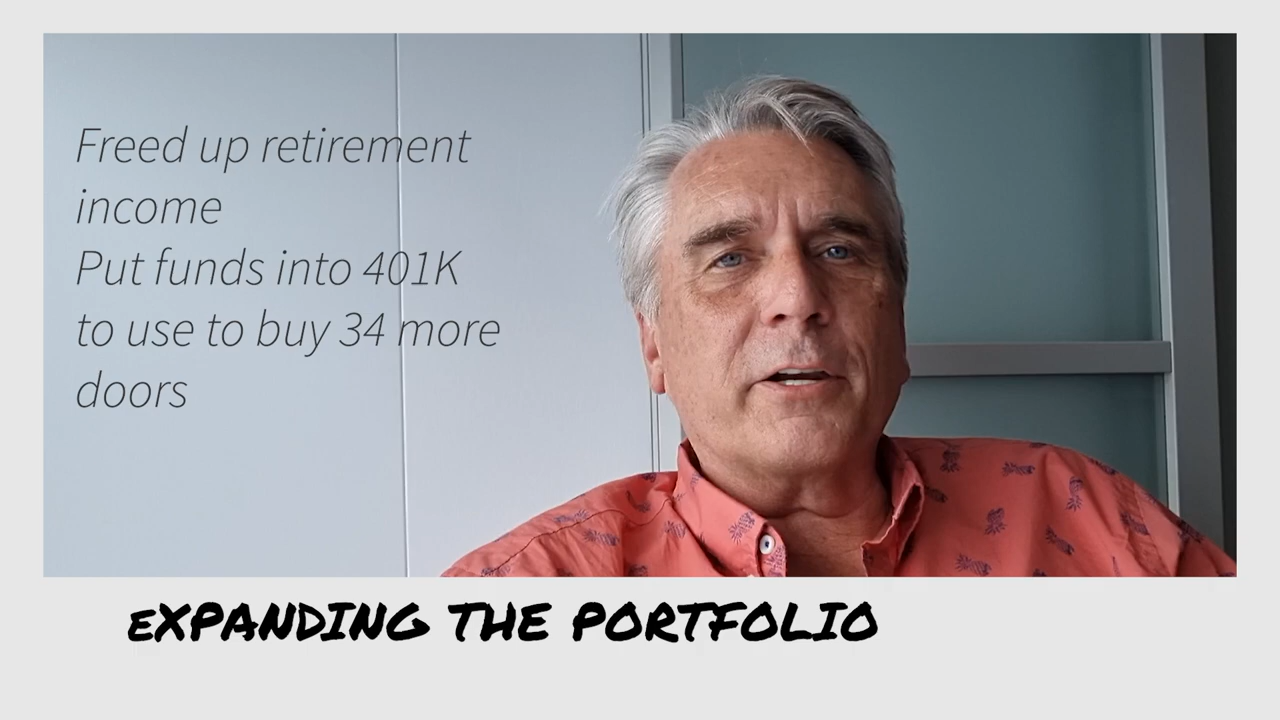 Freed up retirement
income
Put funds into 401K
to use to buy 34 more
doors
eXPANDING THE PORTFOLIO